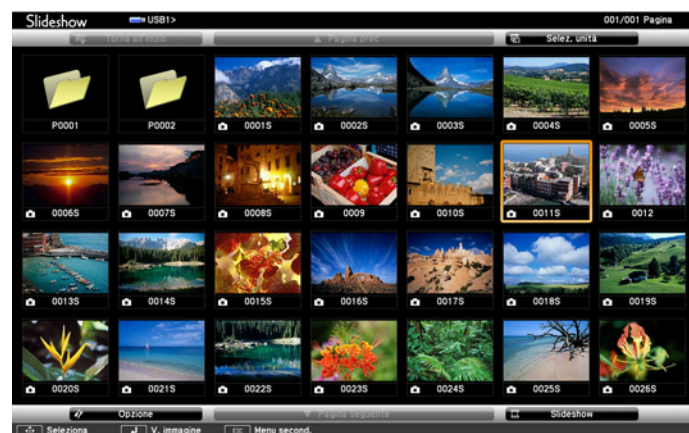 Slideshow USB1> 001/001 Pagina
Torna all'inizio Pagina prec Selez. unità
P0001 P0002 0001S 0002S 0003S 0004S 0005S
0006S 0007S 0008S 0009 0010S 0011S 0012
0013S 0014S 0015S 0016S 0017S 0018S 0019S
0020S 0021S 0022S 0023S 0024S 0025S 0026S
Opzione Pagina seguente Slideshow
Seleziona V. immagine ESC Menu second.